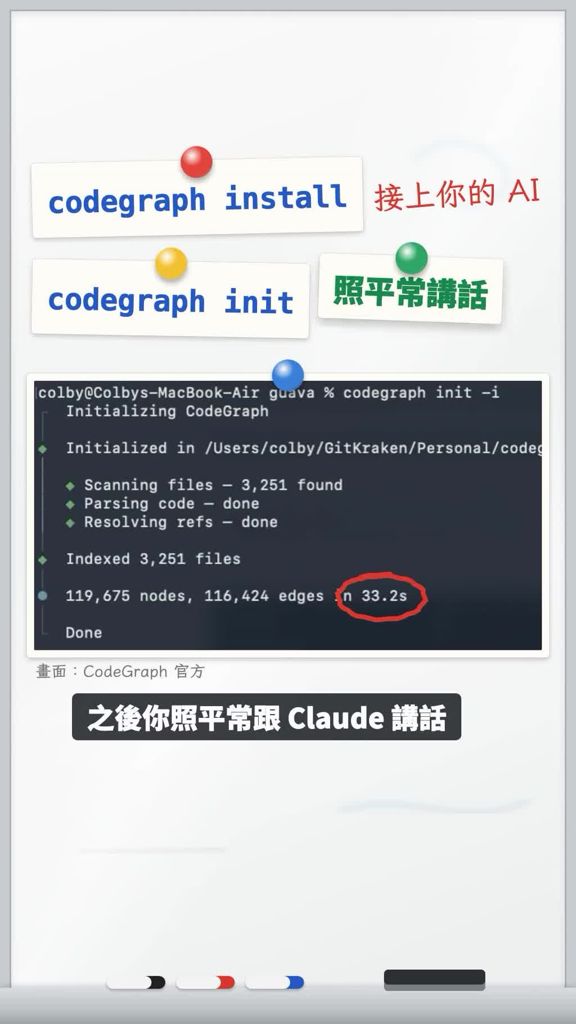 codegraph install 接上你的 AI
codegraph init 照平常講話
colby@Colbys-MacBook-Air guava % codegraph init -i
Initializing CodeGraph
Initialized in /Users/colby/GitKraken/Personal/codeg
Scanning files — 3,251 found
Parsing code — done
Resolving refs — done
Indexed 3,251 files
119,675 nodes, 116,424 edges in 33.2s
Done
畫面：CodeGraph 官方
之後你照平常跟 Claude 講話